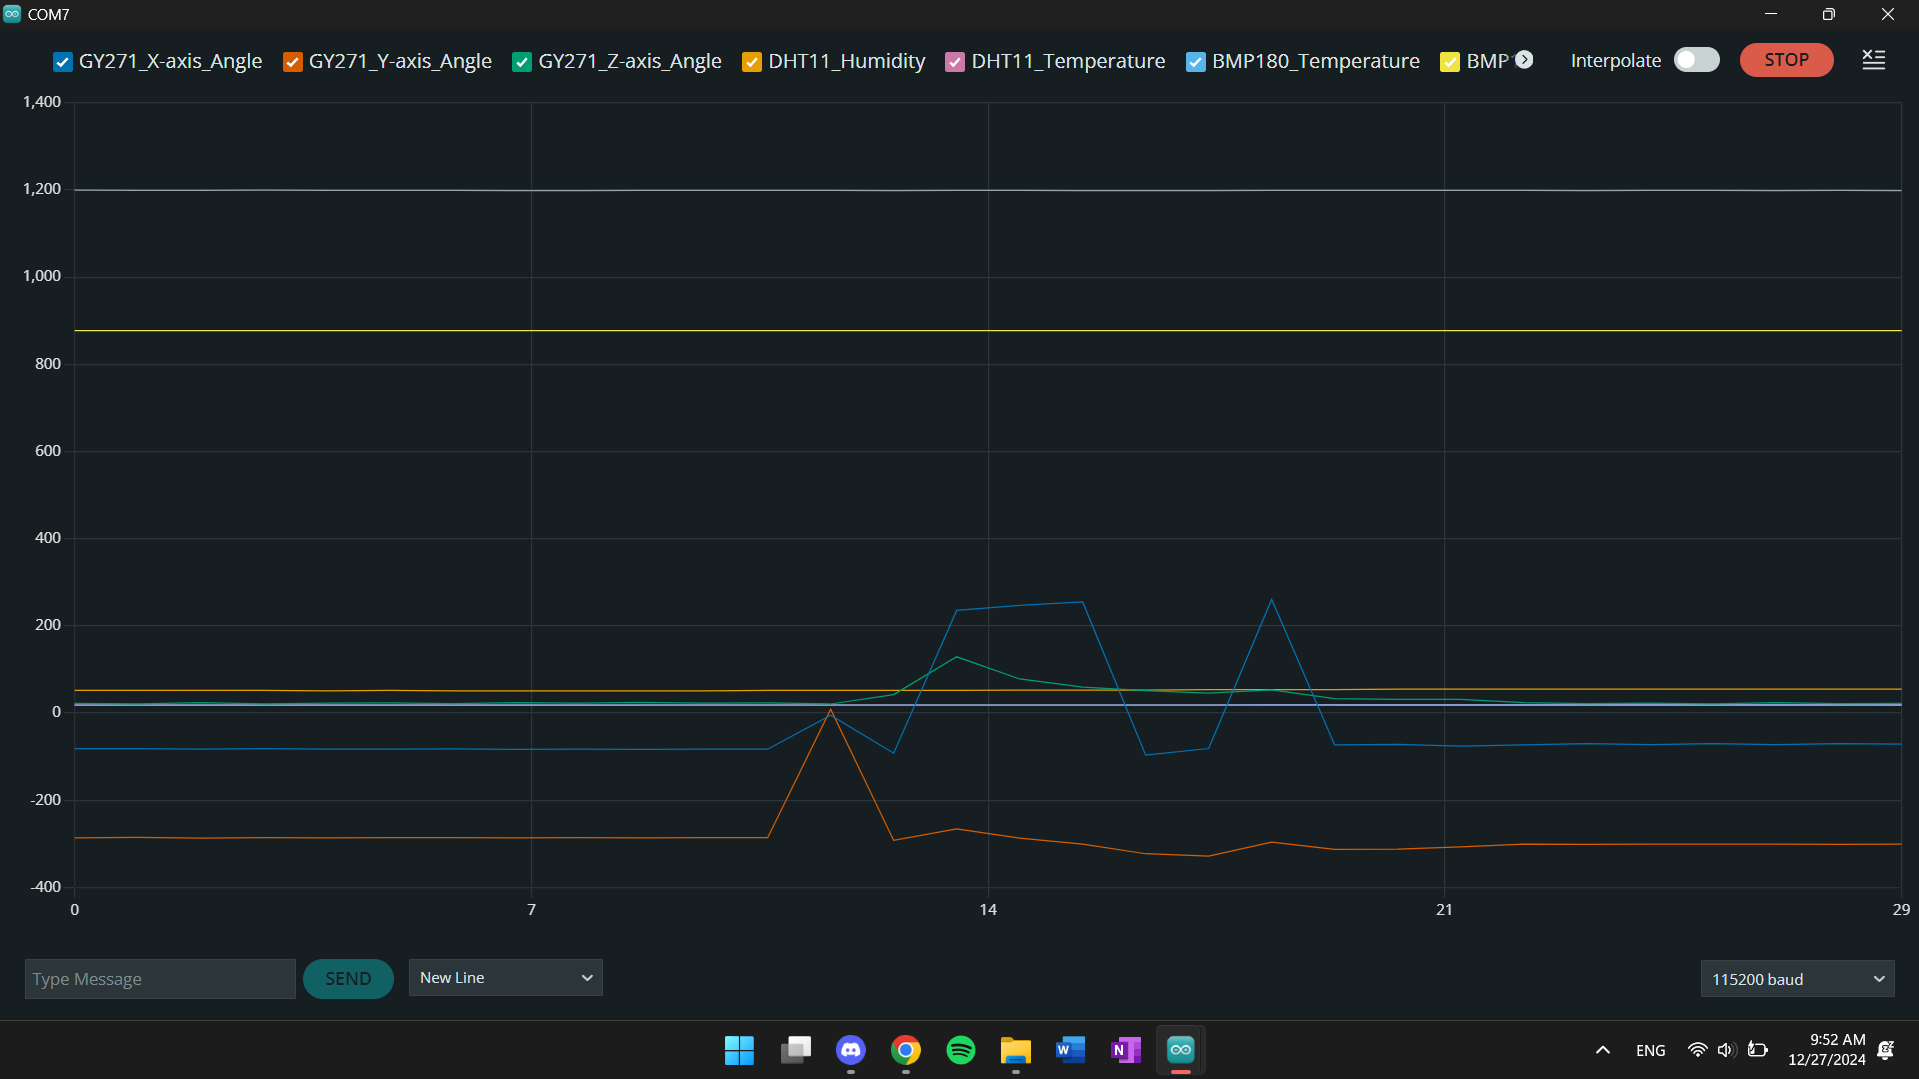 COM7
GY271_X-axis_Angle GY271_Y-axis_Angle GY271_Z-axis_Angle DHT11_Humidity DHT11_Temperature BMP180_Temperature BMP Interpolate STOP
1,400
1,200
1,000
800
600
400
200
0
-200
-400
0 7 14 21 29
Type Message SEND New Line 115200 baud
ENG 9:52 AM
12/27/2024